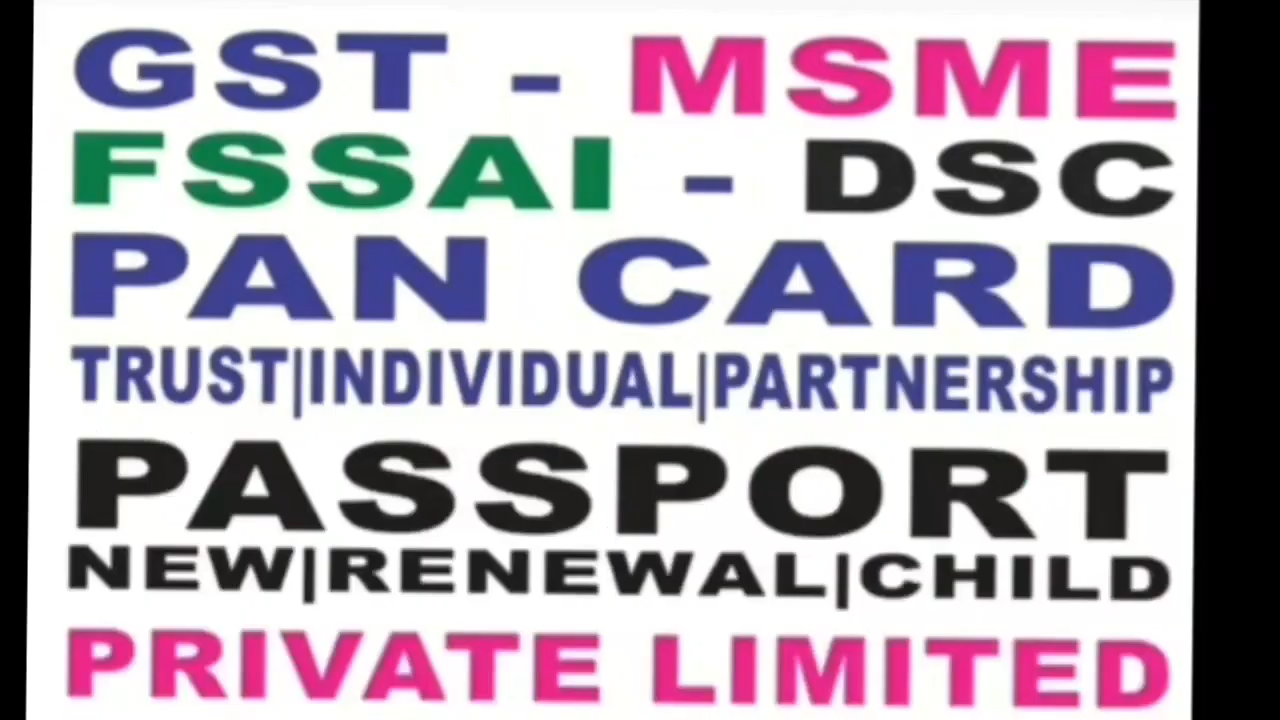 GST - MSME
FSSAI - DSC
PAN CARD
TRUST|INDIVIDUAL|PARTNERSHIP
PASSPORT
NEW|RENEWAL|CHILD
PRIVATE LIMITED